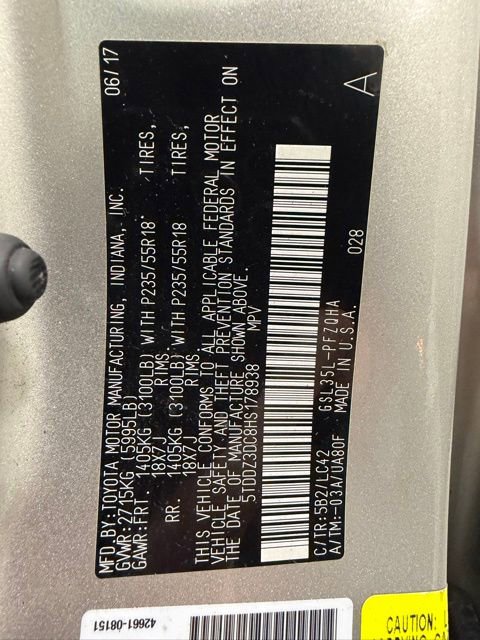 MFD.BY:TOYOTA MOTOR MANUFACTURING, INDIANA, INC. 06/17
GVWR:2715KG (5995LB)
GAWR:FRT. 1405KG (3100LB) WITH P235/55R18 TIRES,
18X7J RIMS,
RR. 1405KG (3100LB) WITH P235/55R18 TIRES,
18X7J RIMS
THIS VEHICLE CONFORMS TO ALL APPLICABLE FEDERAL MOTOR
VEHICLE SAFETY AND THEFT PREVENTION STANDARDS IN EFFECT ON
THE DATE OF MANUFACTURE SHOWN ABOVE.
5TDDZ3DC8HS178938 MPV
C/TR:5B2/LC42 GSL35L-PFZQHA 028 A
A/TM:-03A/UA80F MADE IN U.S.A.
42661-08151
CAUTION: